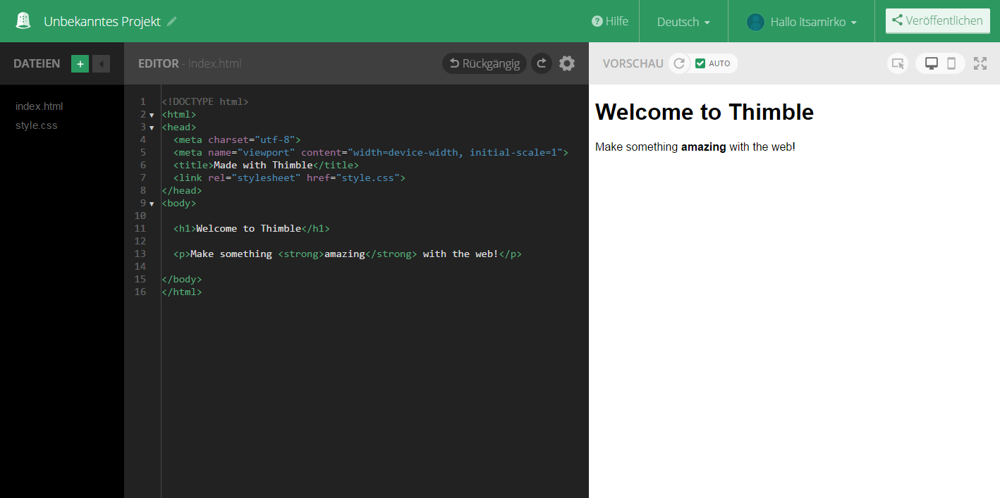 Unbekanntes Projekt
Hilfe
Deutsch
Hallo itsamirko
Veröffentlichen
DATEIEN
EDITOR - index.html
Rückgängig
VORSCHAU
AUTO
index.html
style.css
1 <!DOCTYPE html>
2 <html>
3 <head>
4 <meta charset="utf-8">
5 <meta name="viewport" content="width=device-width, initial-scale=1">
6 <title>Made with Thimble</title>
7 <link rel="stylesheet" href="style.css">
8 </head>
9 <body>
10
11 <h1>Welcome to Thimble</h1>
12
13 <p>Make something <strong>amazing</strong> with the web!</p>
14
15 </body>
16 </html>
Welcome to Thimble
Make something amazing with the web!